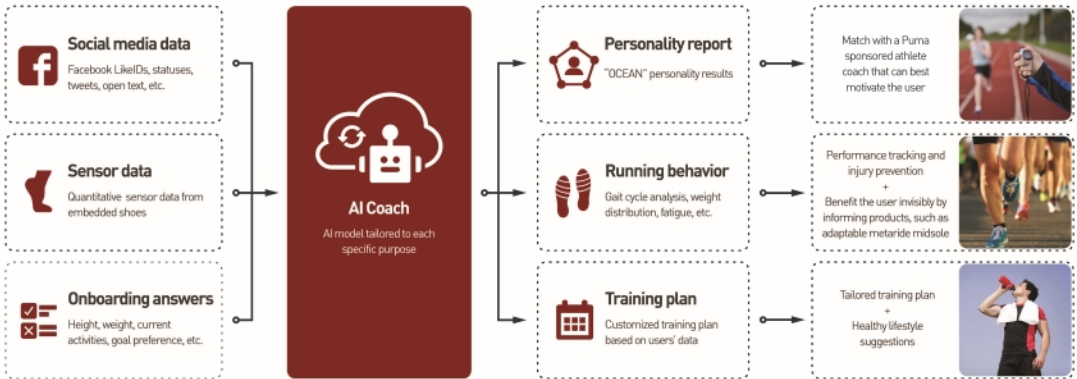 Social media data
Facebook LikeIDs, statuses,
tweets, open text, etc.
Sensor data
Quantitative sensor data from
embedded shoes
Onboarding answers
Height, weight, current
activities, goal preference, etc.
AI Coach
AI model tailored to each
specific purpose
Personality report
"OCEAN" personality results
Running behavior
Gait cycle analysis, weight
distribution, fatigue, etc.
Training plan
Customized training plan
based on users' data
Match with a Puma
sponsored athlete
coach that can best
motivate the user
Performance tracking and
injury prevention
+
Benefit the user invisibly by
informing products, such as
adaptable metaride midsole
Tailored training plan
+
Healthy lifestyle
suggestions